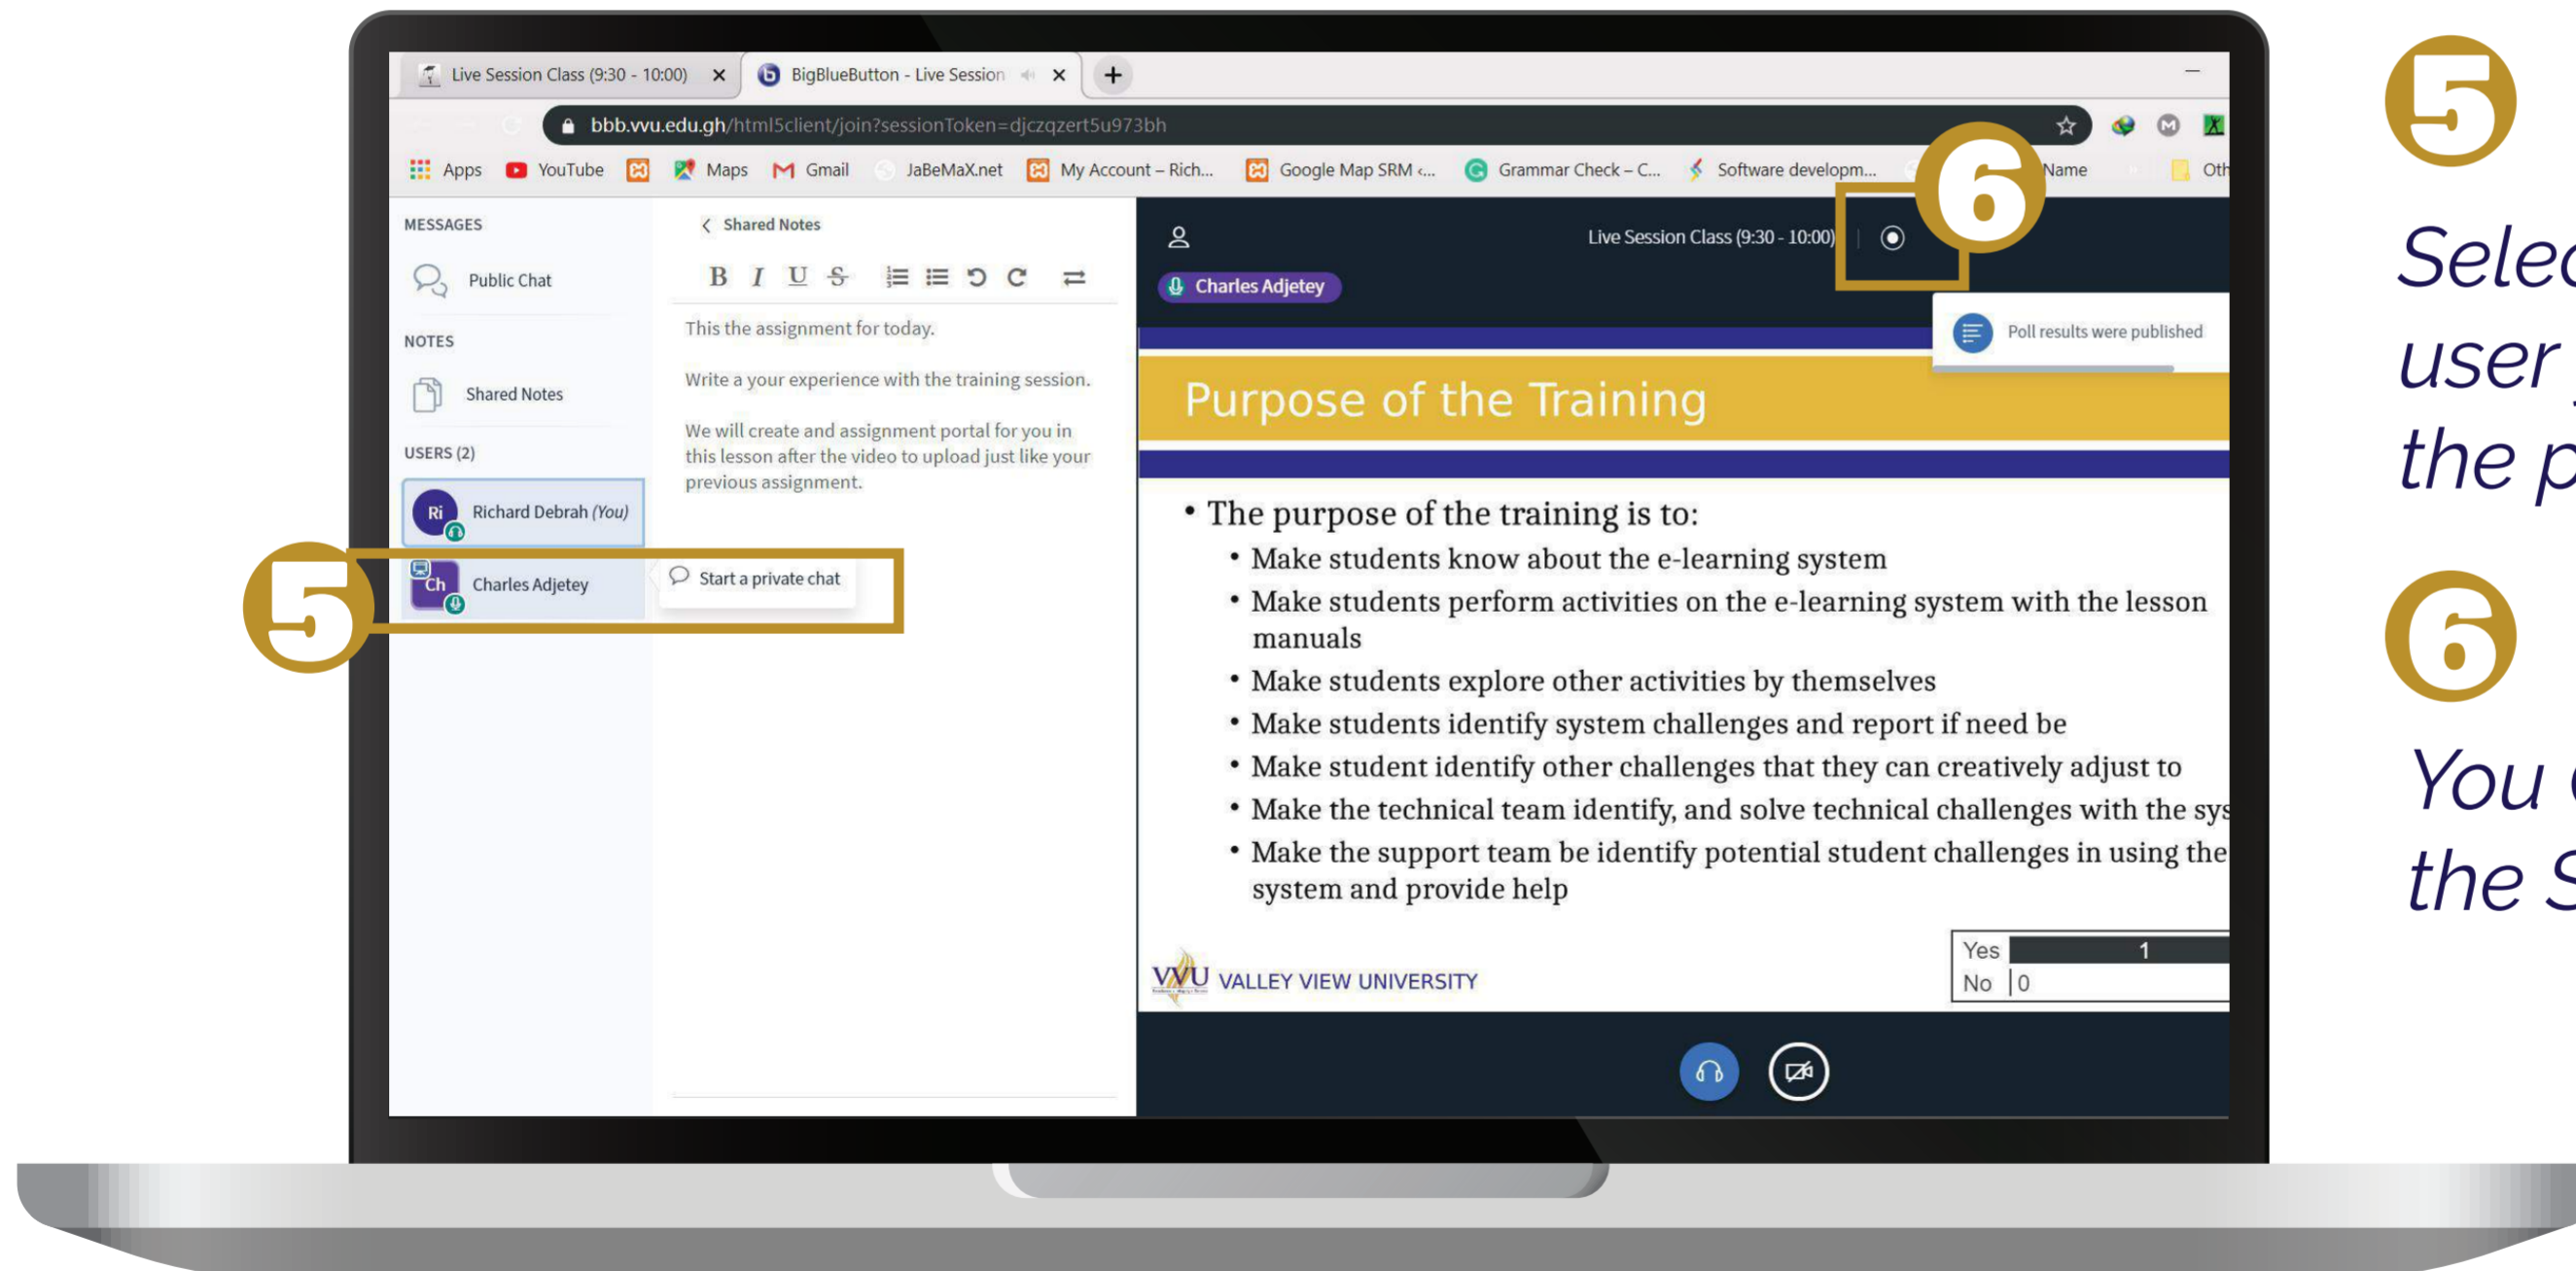 Live Session Class (9:30 - 10:00)
BigBlueButton - Live Session
bbb.vvu.edu.gh/html5client/join?sessionToken=djczqzert5u973bh
Apps YouTube Maps Gmail JaBeMaX.net My Account – Rich... Google Map SRM ‹... Grammar Check – C... Software developm... Name Oth
MESSAGES
Public Chat
NOTES
Shared Notes
USERS (2)
Ri Richard Debrah (You)
5
Ch Charles Adjetey
Start a private chat
Shared Notes
B I U S
This the assignment for today.
Write a your experience with the training session.
We will create and assignment portal for you in
this lesson after the video to upload just like your
previous assignment.
Live Session Class (9:30 - 10:00)
6
Charles Adjetey
Poll results were published
Purpose of the Training
• The purpose of the training is to:
• Make students know about the e-learning system
• Make students perform activities on the e-learning system with the lesson
manuals
• Make students explore other activities by themselves
• Make students identify system challenges and report if need be
• Make student identify other challenges that they can creatively adjust to
• Make the technical team identify, and solve technical challenges with the sys
• Make the support team be identify potential student challenges in using the
system and provide help
VVU VALLEY VIEW UNIVERSITY
Yes 1
No 0
5
Selec
user
the p
6
You
the S